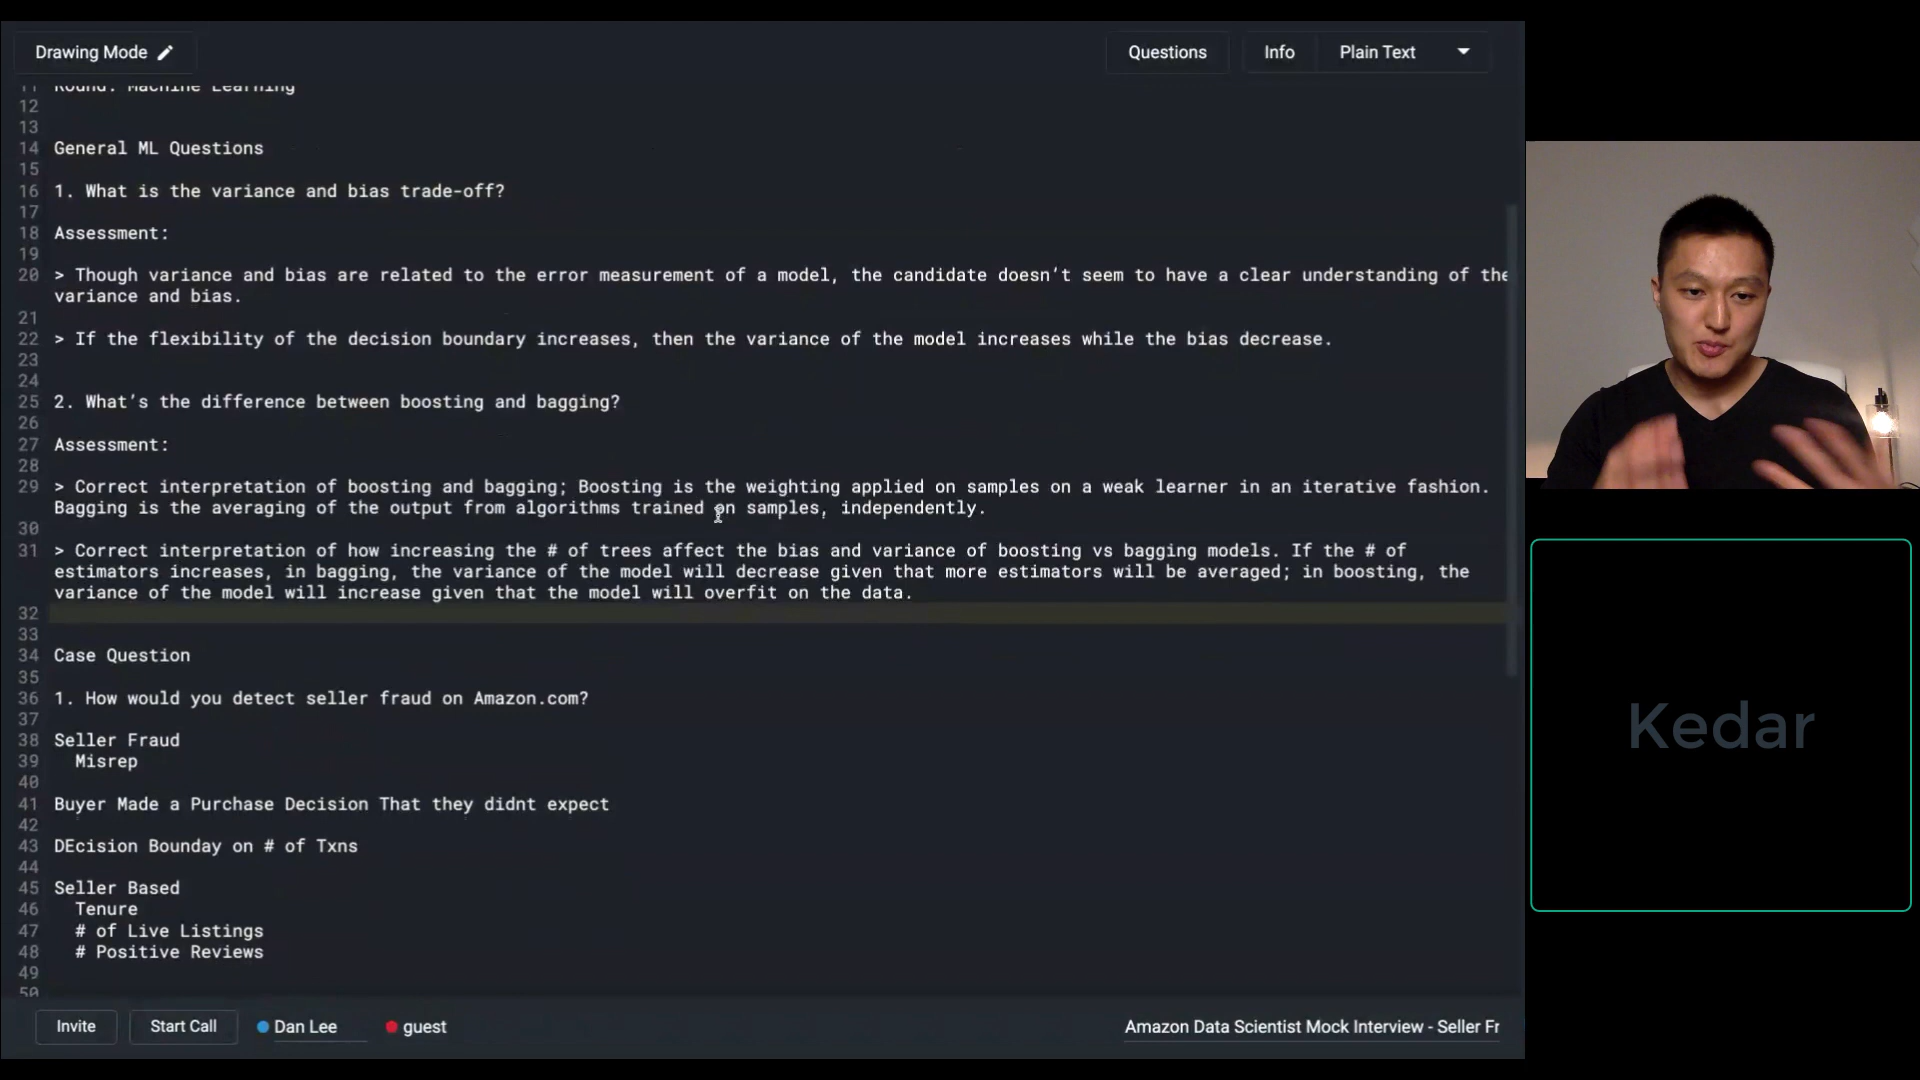 Drawing Mode
Questions
Info
Plain Text
11 Round: Machine Learning
12
13
14 General ML Questions
15
16 1. What is the variance and bias trade-off?
17
18 Assessment:
19
20 > Though variance and bias are related to the error measurement of a model, the candidate doesn't seem to have a clear understanding of the
variance and bias.
21
22 > If the flexibility of the decision boundary increases, then the variance of the model increases while the bias decrease.
23
24
25 2. What's the difference between boosting and bagging?
26
27 Assessment:
28
29 > Correct interpretation of boosting and bagging; Boosting is the weighting applied on samples on a weak learner in an iterative fashion.
Bagging is the averaging of the output from algorithms trained on samples, independently.
30
31 > Correct interpretation of how increasing the # of trees affect the bias and variance of boosting vs bagging models. If the # of
estimators increases, in bagging, the variance of the model will decrease given that more estimators will be averaged; in boosting, the
variance of the model will increase given that the model will overfit on the data.
32
33
34 Case Question
35
36 1. How would you detect seller fraud on Amazon.com?
37
38 Seller Fraud
39 Misrep
40
41 Buyer Made a Purchase Decision That they didnt expect
42
43 DEcision Bounday on # of Txns
44
45 Seller Based
46 Tenure
47 # of Live Listings
48 # Positive Reviews
49
50
Invite
Start Call
Dan Lee
guest
Amazon Data Scientist Mock Interview - Seller Fr
Kedar